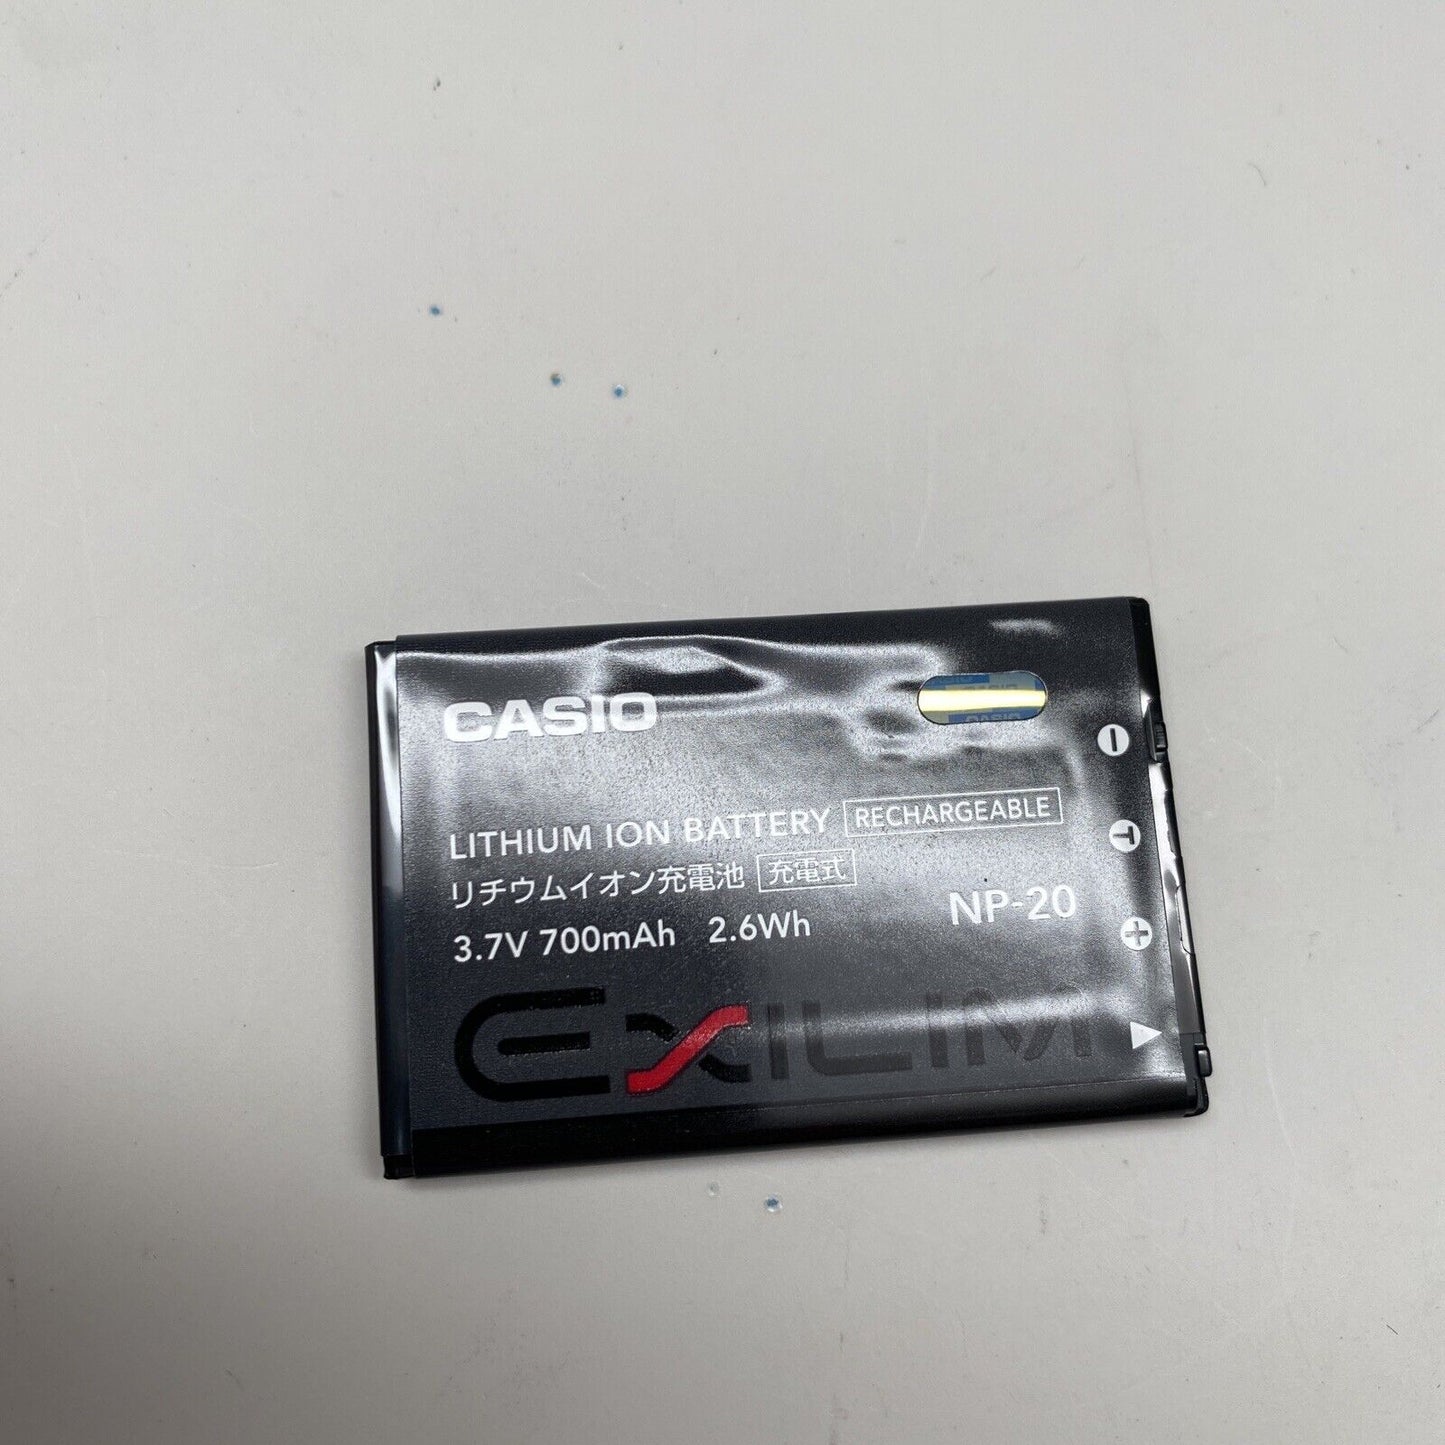 CASIO
CASIO
LITHIUM ION BATTERY RECHARGEABLE
リチウムイオン充電池 充電式
3.7V 700mAh 2.6Wh NP-20
EXILIM
−
T
+